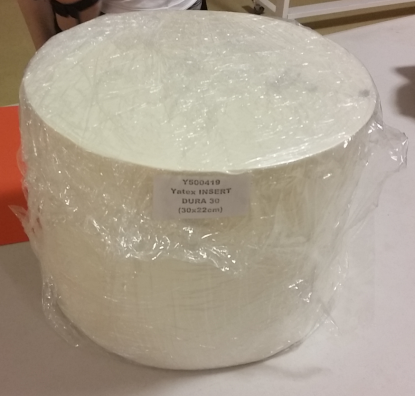 Y500419
Yatex INSERT
DURA 30
(30x22cm)